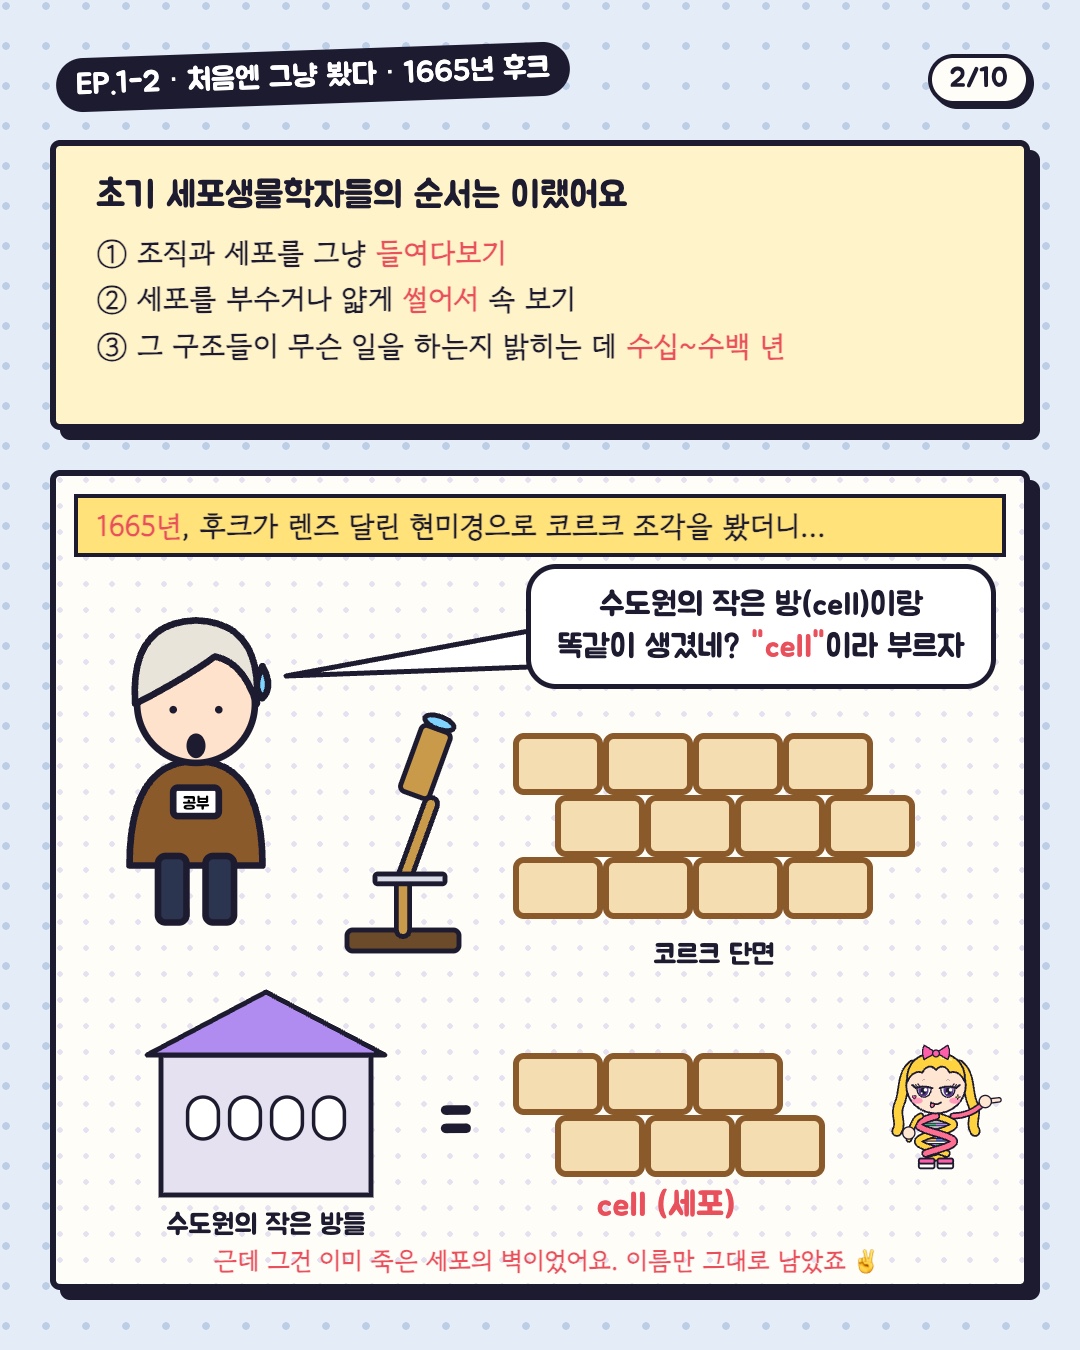 EP.1-2 · 처음엔 그냥 봤다 · 1665년 후크
2/10
초기 세포생물학자들의 순서는 이랬어요
① 조직과 세포를 그냥 들여다보기
② 세포를 부수거나 얇게 썰어서 속 보기
③ 그 구조들이 무슨 일을 하는지 밝히는 데 수십~수백 년
1665년, 후크가 렌즈 달린 현미경으로 코르크 조각을 봤더니...
수도원의 작은 방(cell)이랑
똑같이 생겼네? "cell"이라 부르자
공부
코르크 단면
=
수도원의 작은 방들
cell (세포)
근데 그건 이미 죽은 세포의 벽이었어요. 이름만 그대로 남았죠 ✌️